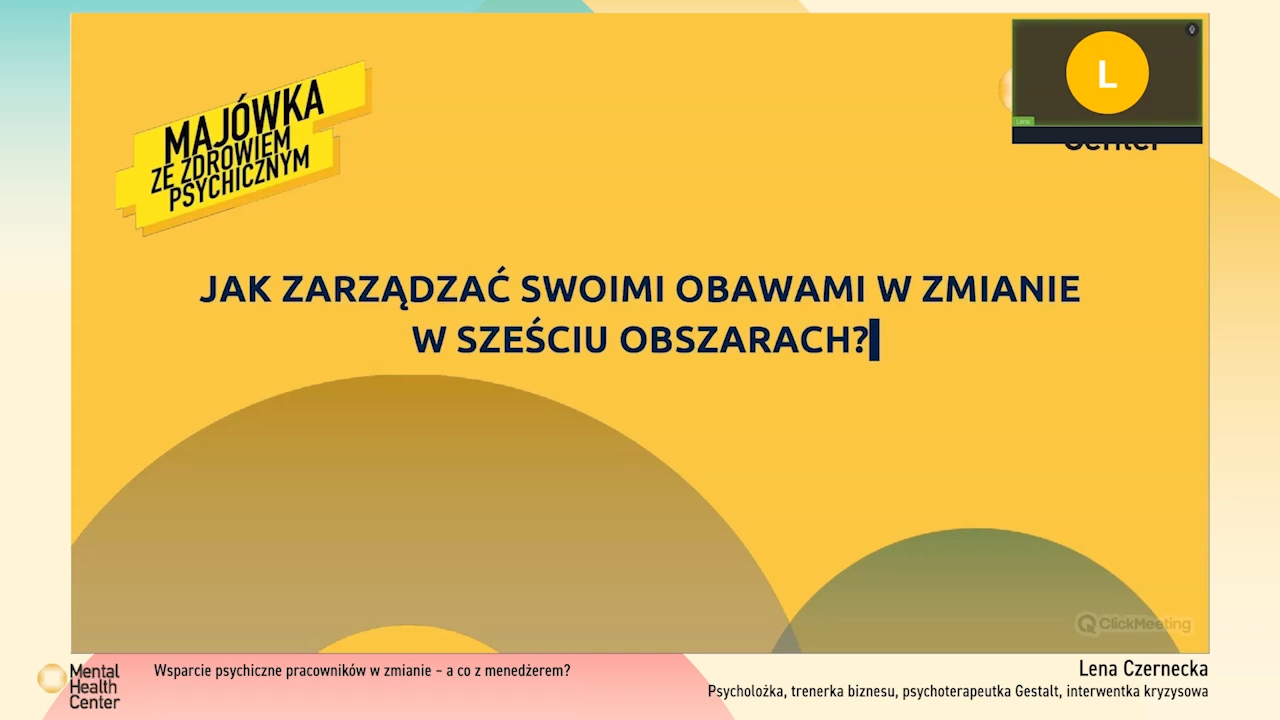 MAJÓWKA
ZE ZDROWIEM
PSYCHICZNYM
L
Lena
Center
JAK ZARZĄDZAĆ SWOIMI OBAWAMI W ZMIANIE
W SZEŚCIU OBSZARACH?
ClickMeeting
Mental
Health
Center
Wsparcie psychiczne pracowników w zmianie – a co z menedżerem?
Lena Czernecka
Psycholożka, trenerka biznesu, psychoterapeutka Gestalt, interwentka kryzysowa